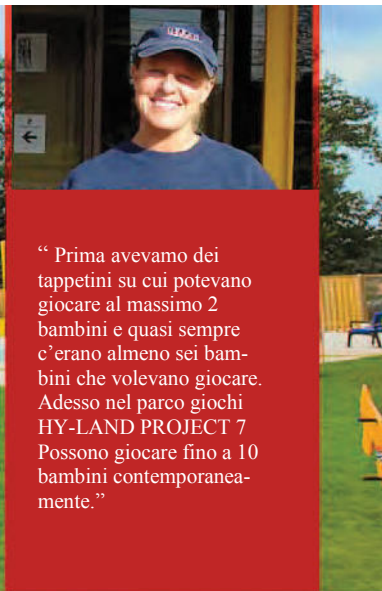 “ Prima avevamo dei
tappetini su cui potevano
giocare al massimo 2
bambini e quasi sempre
c’erano almeno sei bam-
bini che volevano giocare.
Adesso nel parco giochi
HY-LAND PROJECT 7
Possono giocare fino a 10
bambini contemporanea-
mente.”